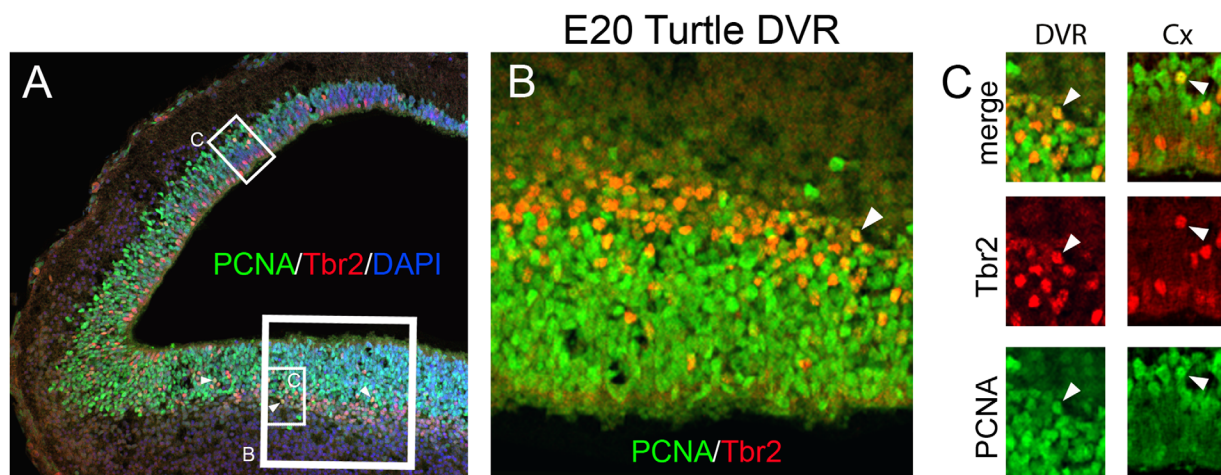 E20 Turtle DVR
A
C
PCNA/Tbr2/DAPI
C
B
B
PCNA/Tbr2
C
DVR
Cx
merge
Tbr2
PCNA